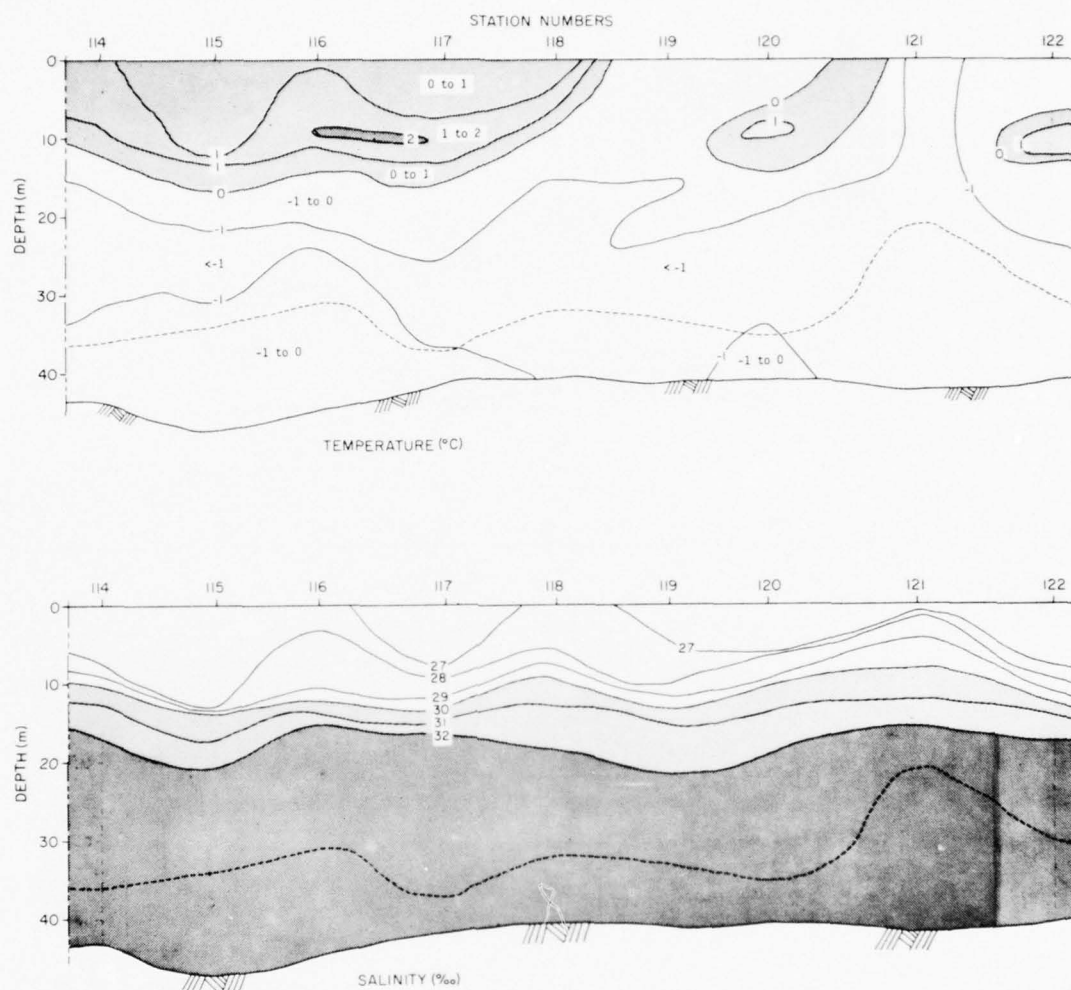 STATION NUMBERS
114 115 116 117 118 119 120 121 122
0
10
20
30
40
DEPTH (m)
0 to 1
1 to 2
2
0 to 1
1
1
0
-1 to 0
-1
<-1
-1
-1 to 0
0
1
<-1
-1
-1 to 0
-1
0
1
TEMPERATURE (°C)
114 115 116 117 118 119 120 121 122
0
10
20
30
40
DEPTH (m)
27
28
29
30
31
32
27
SALINITY (‰)